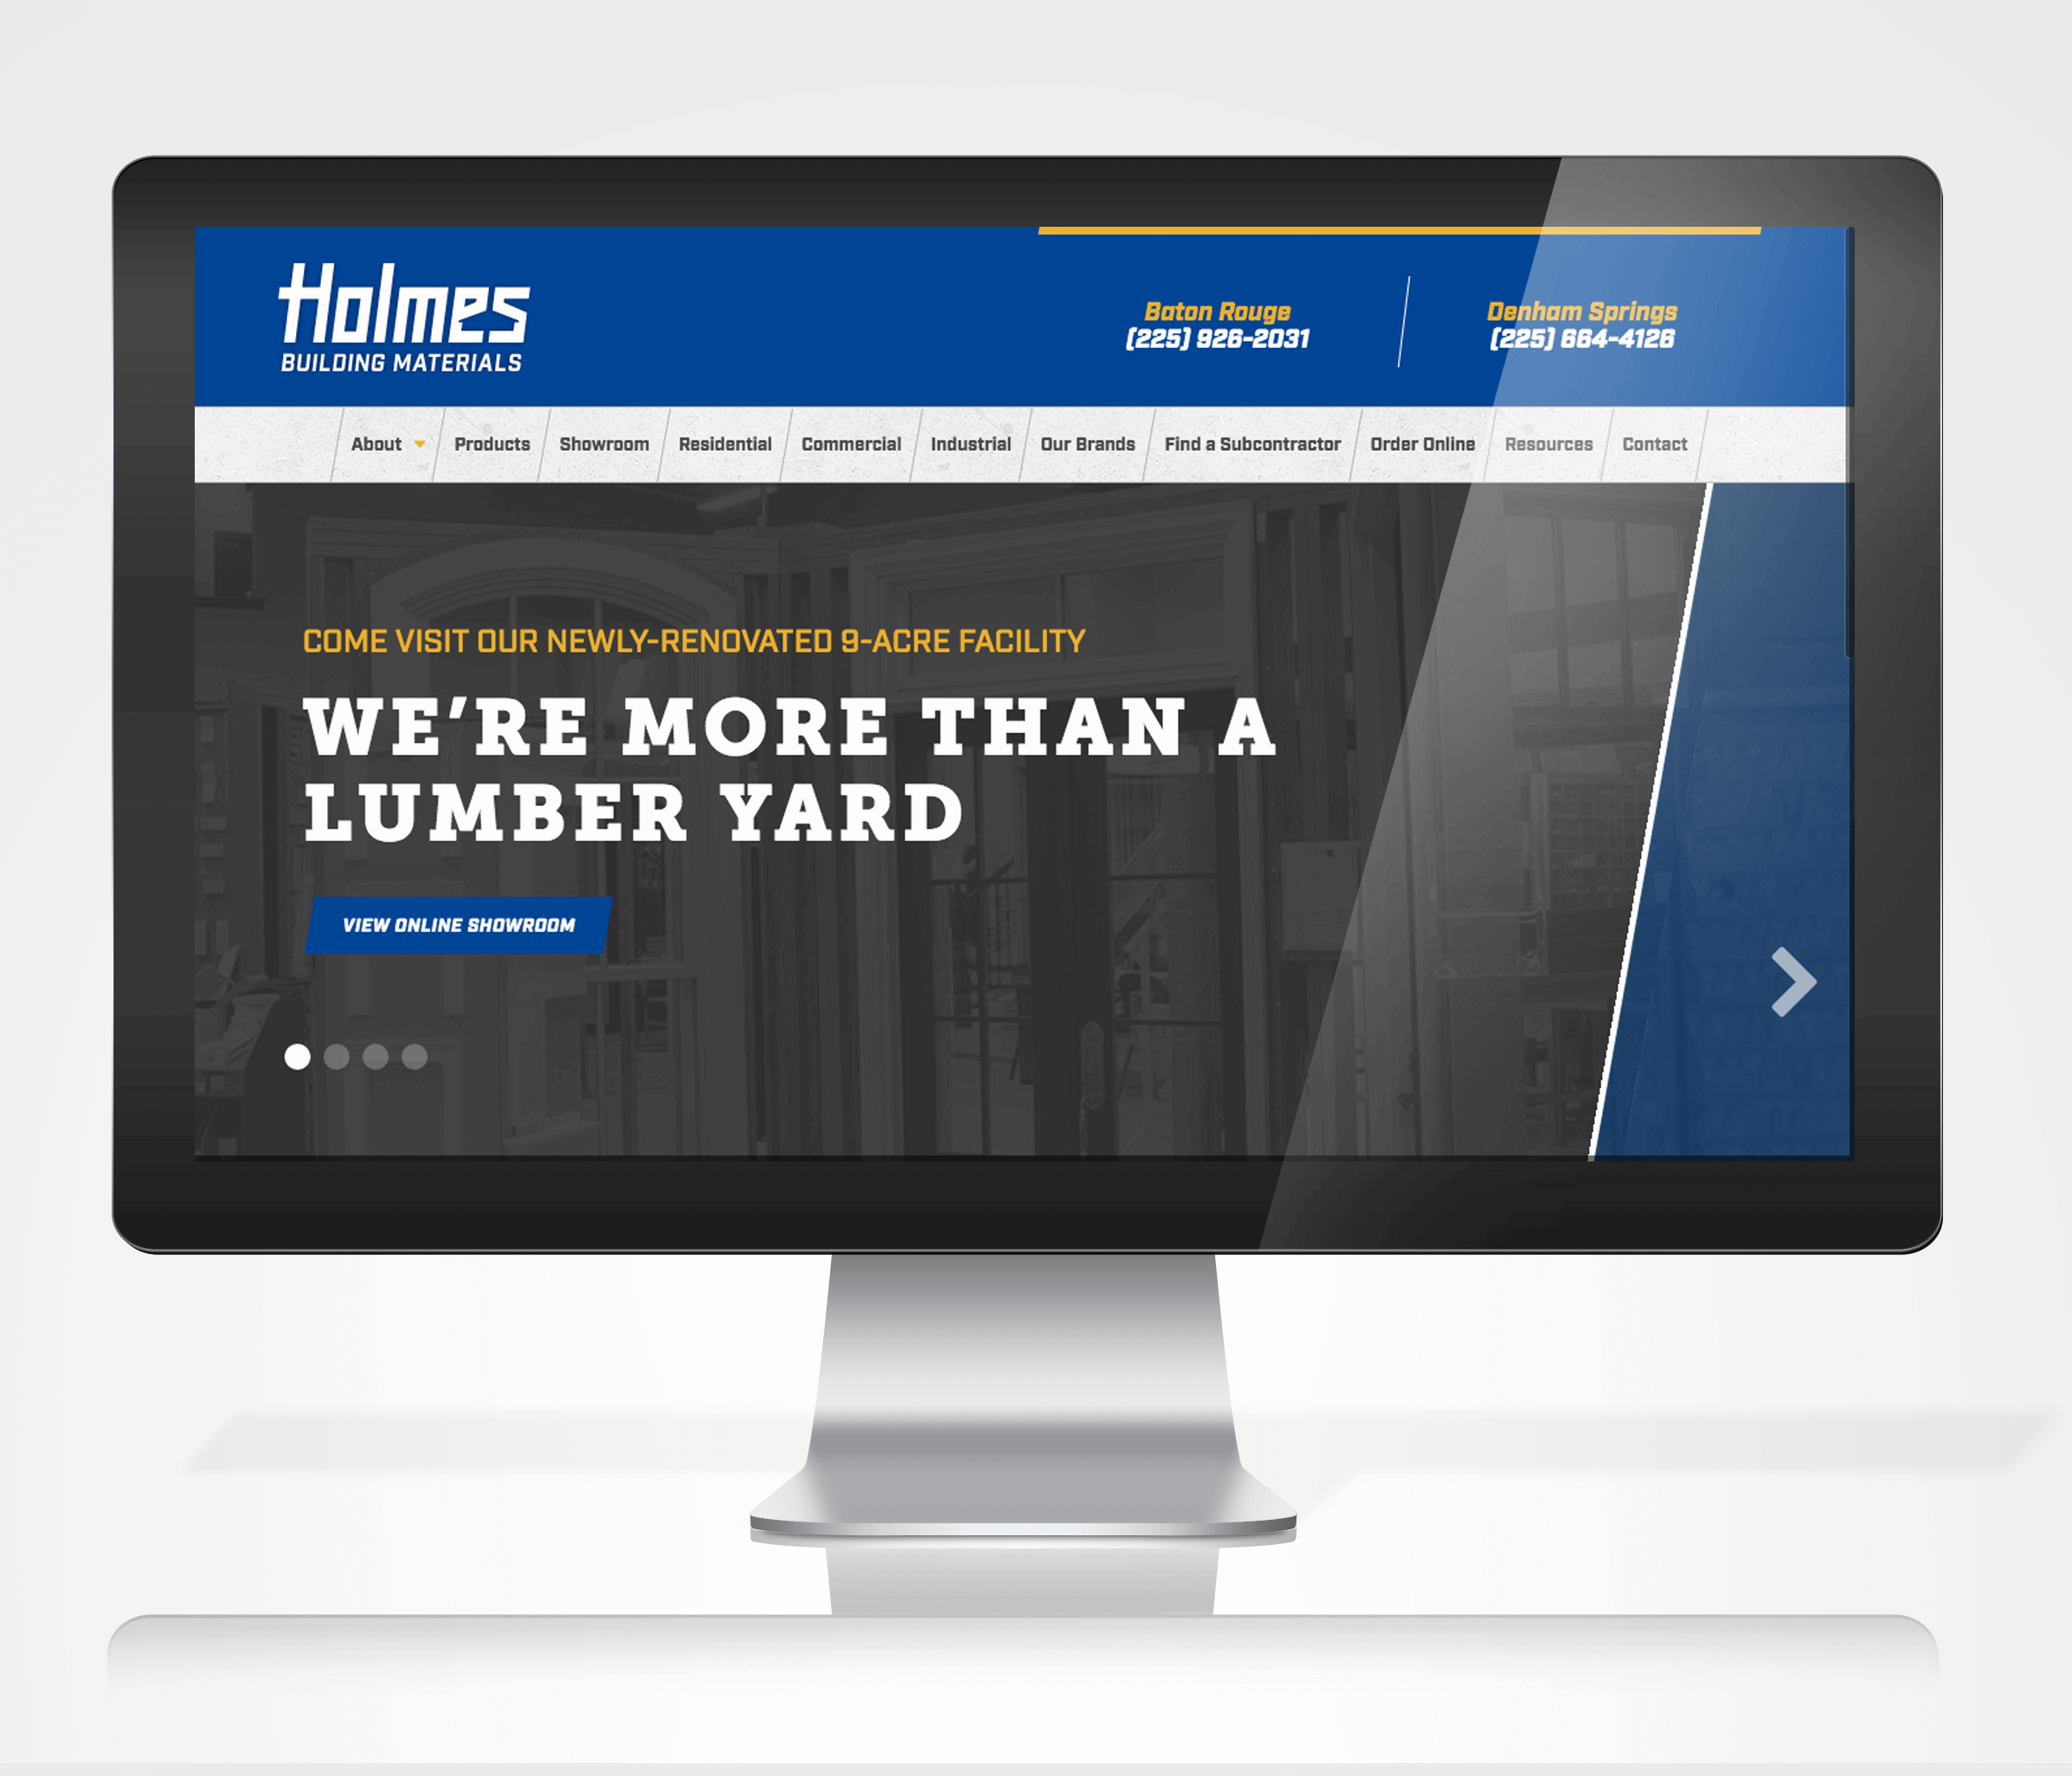 Holmes
BUILDING MATERIALS
Baton Rouge
(225) 926-2031
Denham Springs
(225) 664-4126
About Products Showroom Residential Commercial Industrial Our Brands Find a Subcontractor Order Online Resources Contact
COME VISIT OUR NEWLY-RENOVATED 9-ACRE FACILITY
WE'RE MORE THAN A
LUMBER YARD
VIEW ONLINE SHOWROOM